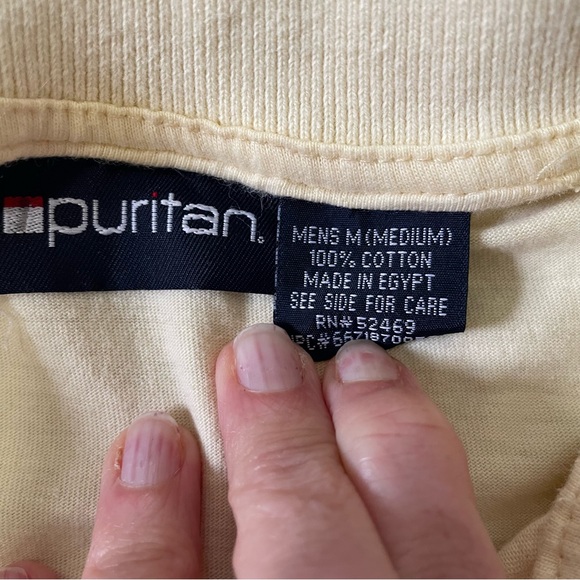 puritan.
MENS M (MEDIUM)
100% COTTON
MADE IN EGYPT
SEE SIDE FOR CARE
RN# 52469